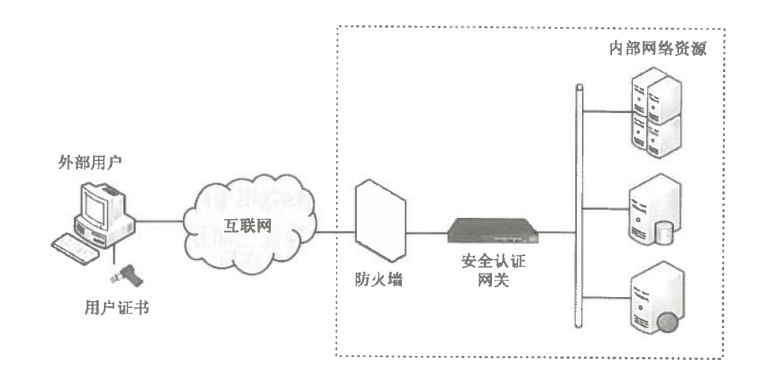 内部网络资源
外部用户
互联网
防火墙
安全认证
网关
用户证书